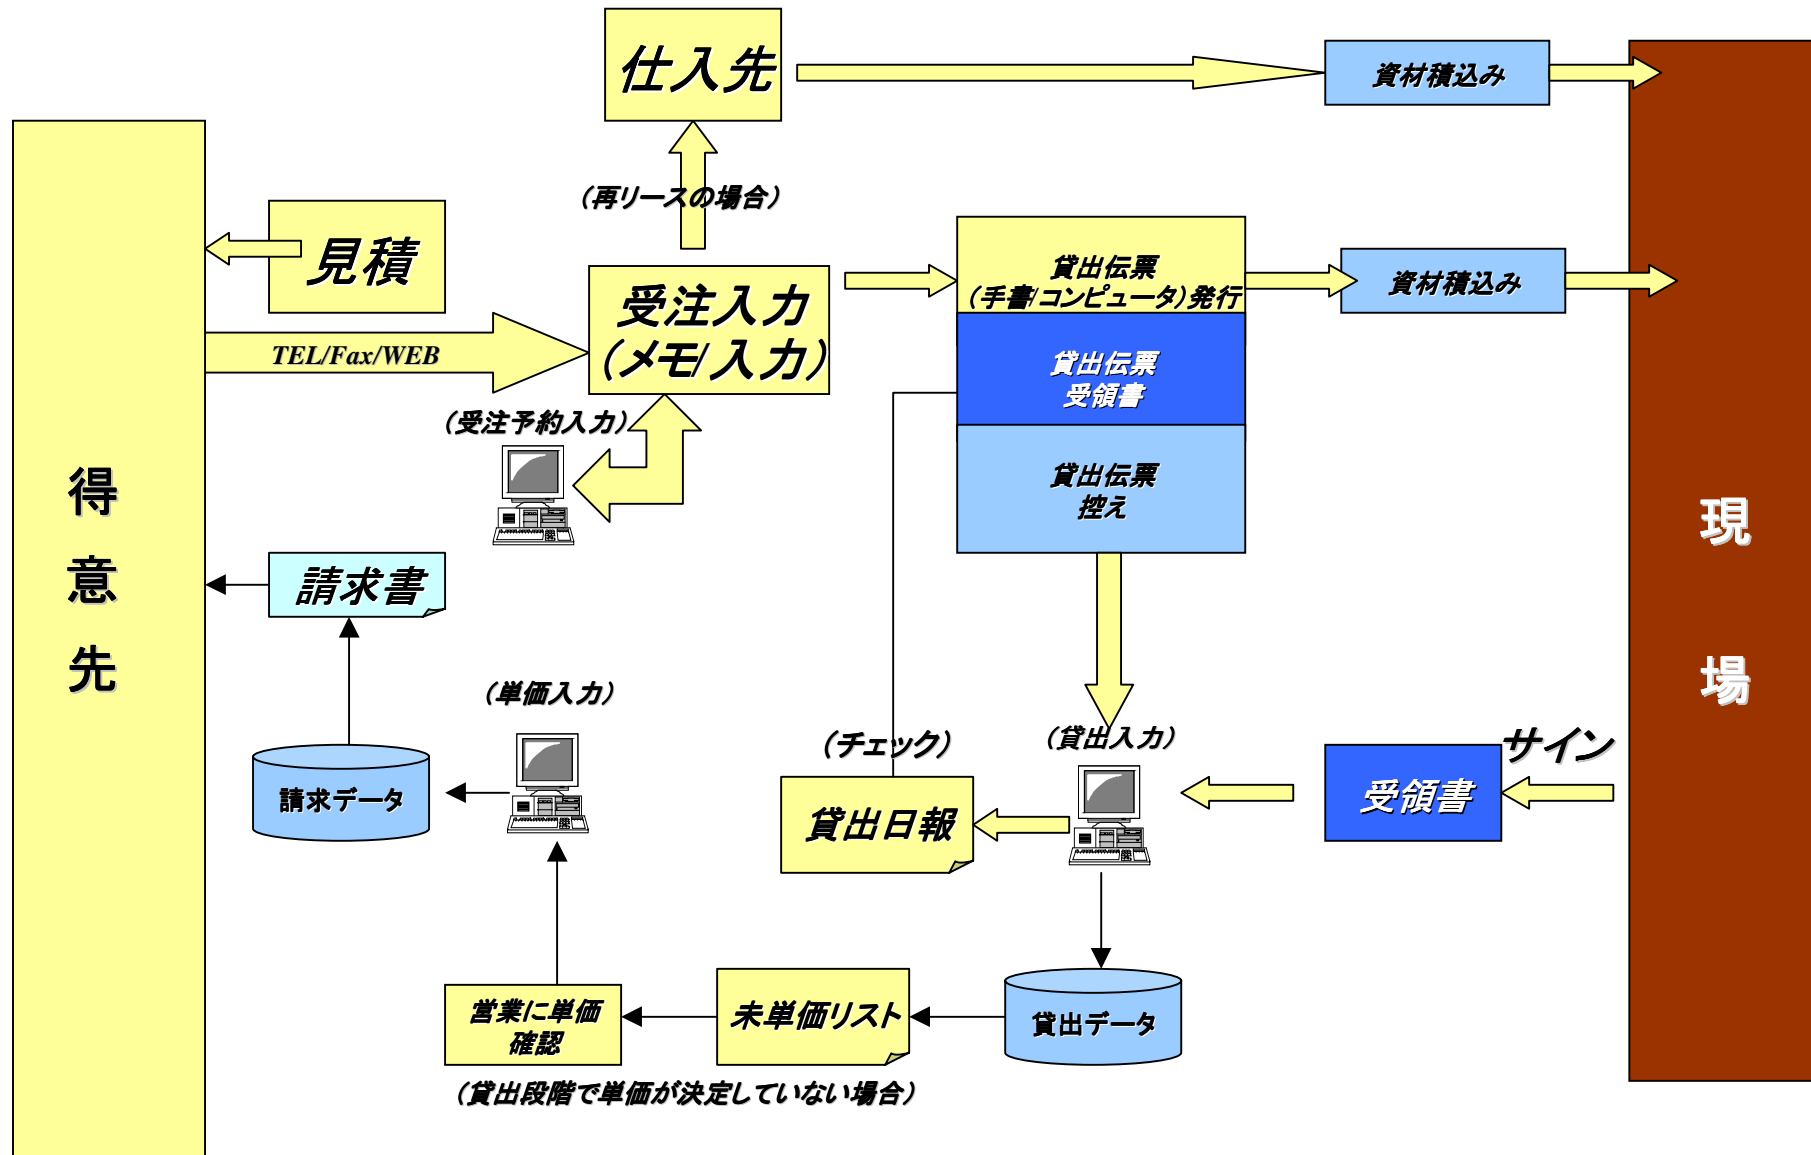 仕入先
資材積込み
（再リースの場合）
見積
貸出伝票
（手書/コンピュータ）発行
資材積込み
受注入力
（メモ/入力）
TEL/Fax/WEB
貸出伝票
受領書
（受注予約入力）
貸出伝票
控え
得
意
先
現
場
請求書
（単価入力）
（チェック）
（貸出入力）
サイン
請求データ
貸出日報
受領書
営業に単価
確認
未単価リスト
貸出データ
（貸出段階で単価が決定していない場合）